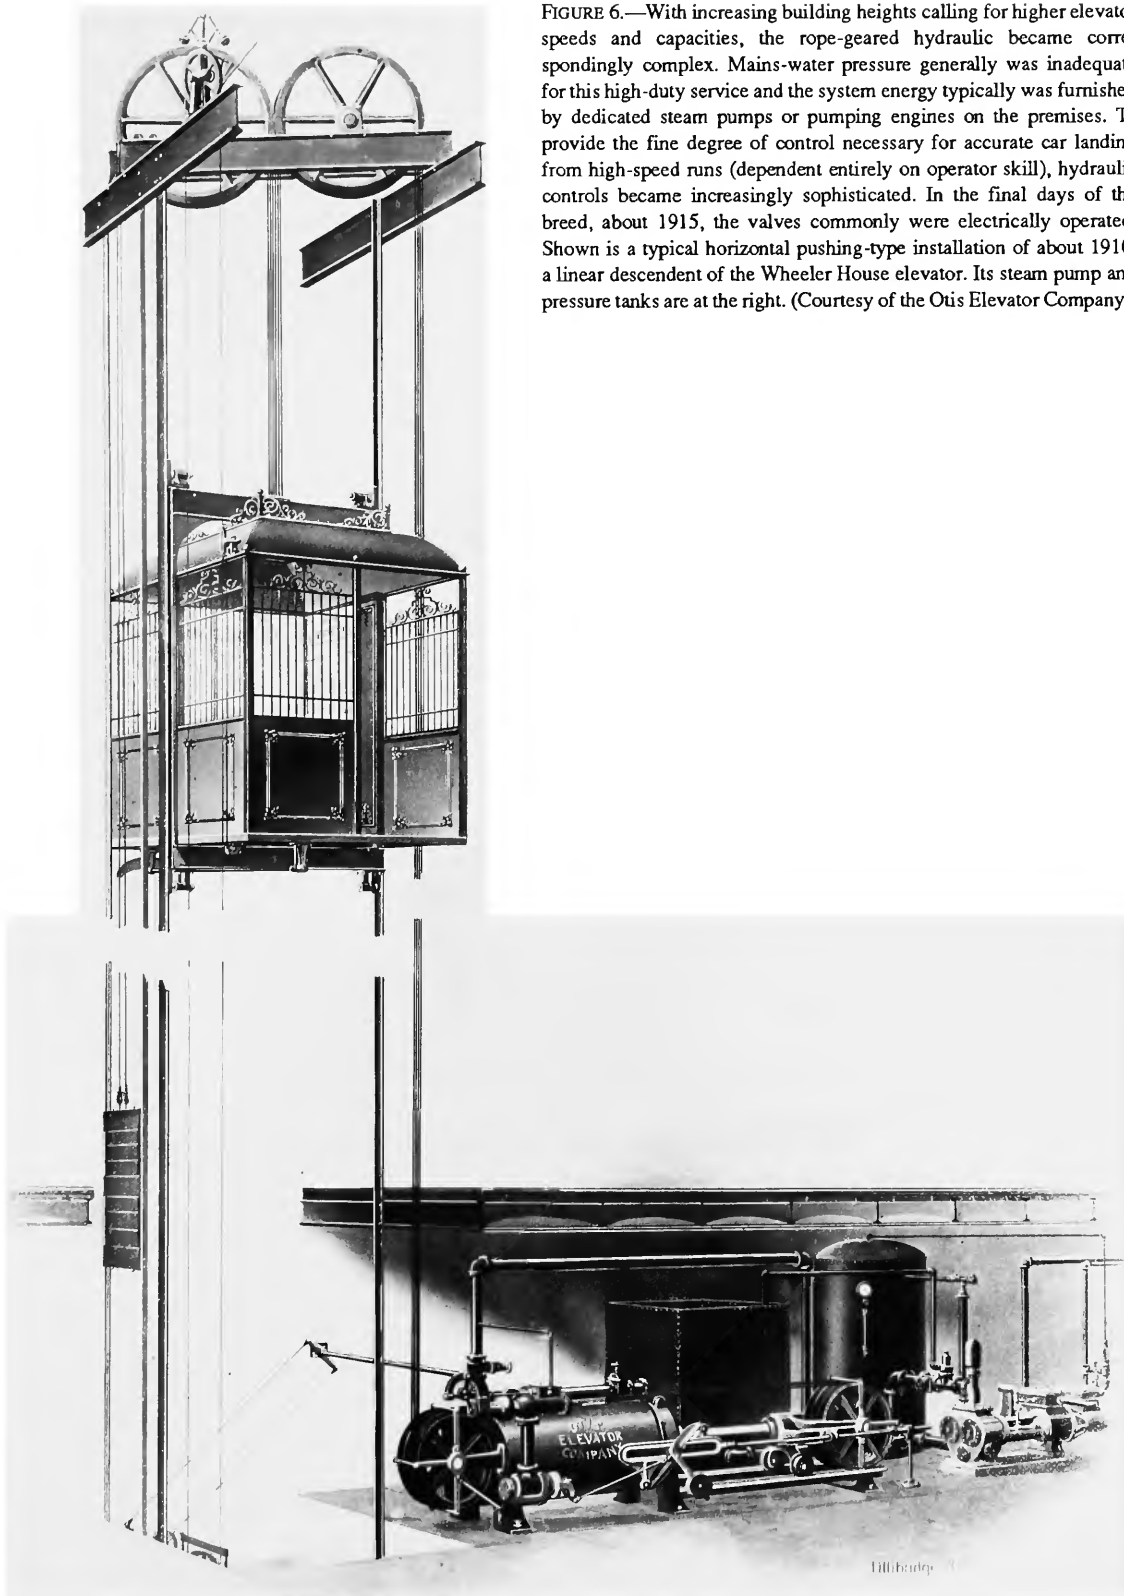 FIGURE 6.—With increasing building heights calling for higher elevato
speeds and capacities, the rope-geared hydraulic became corre
spondingly complex. Mains-water pressure generally was inadequat
for this high-duty service and the system energy typically was furnishe
by dedicated steam pumps or pumping engines on the premises. T
provide the fine degree of control necessary for accurate car landin
from high-speed runs (dependent entirely on operator skill), hydrauli
controls became increasingly sophisticated. In the final days of th
breed, about 1915, the valves commonly were electrically operated
Shown is a typical horizontal pushing-type installation of about 1910
a linear descendent of the Wheeler House elevator. Its steam pump an
pressure tanks are at the right. (Courtesy of the Otis Elevator Company
ELEVATOR
COMPANY